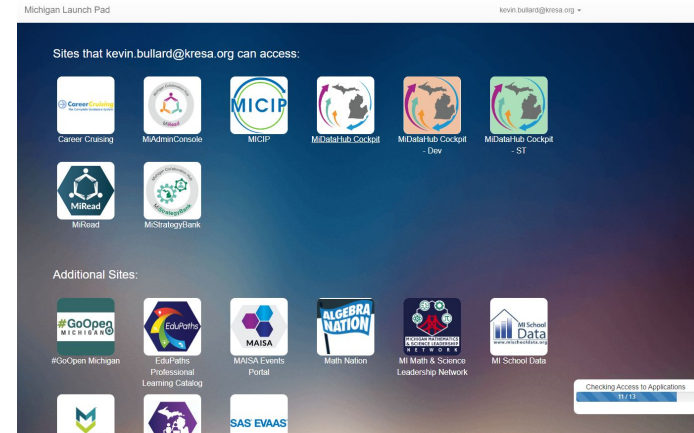 Michigan Launch Pad
kevin.bullard@kresa.org
Sites that kevin.bullard@kresa.org can access:
CareerCruising
MiRead
MICIP
Career Cruising
MiAdminConsole
MICIP
MiDataHub Cockpit
MiDataHub Cockpit
- Dev
MiDataHub Cockpit
- ST
MiRead
MiStrategyBank
MiRead
MiStrategyBank
Additional Sites:
#GoOpen
MICHIGAN
EduPaths
MAISA
ALGEBRA
NATION
MICHIGAN MATHEMATICS
& SCIENCE LEADERSHIP
NETWORK
MI School
Data
www.mischooldata.org
#GoOpen Michigan
EduPaths
Professional
Learning Catalog
MAISA Events
Portal
Math Nation
MI Math & Science
Leadership Network
MI School Data
Checking Access to Applications
11 / 13
SAS EVAAS